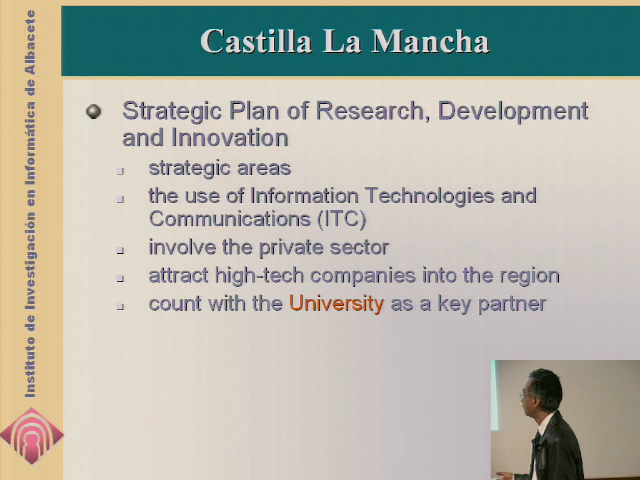 Castilla La Mancha
Strategic Plan of Research, Development
and Innovation
strategic areas
the use of Information Technologies and
Communications (ITC)
involve the private sector
attract high-tech companies into the region
count with the University as a key partner
Instituto de Investigación en Informática de Albacete